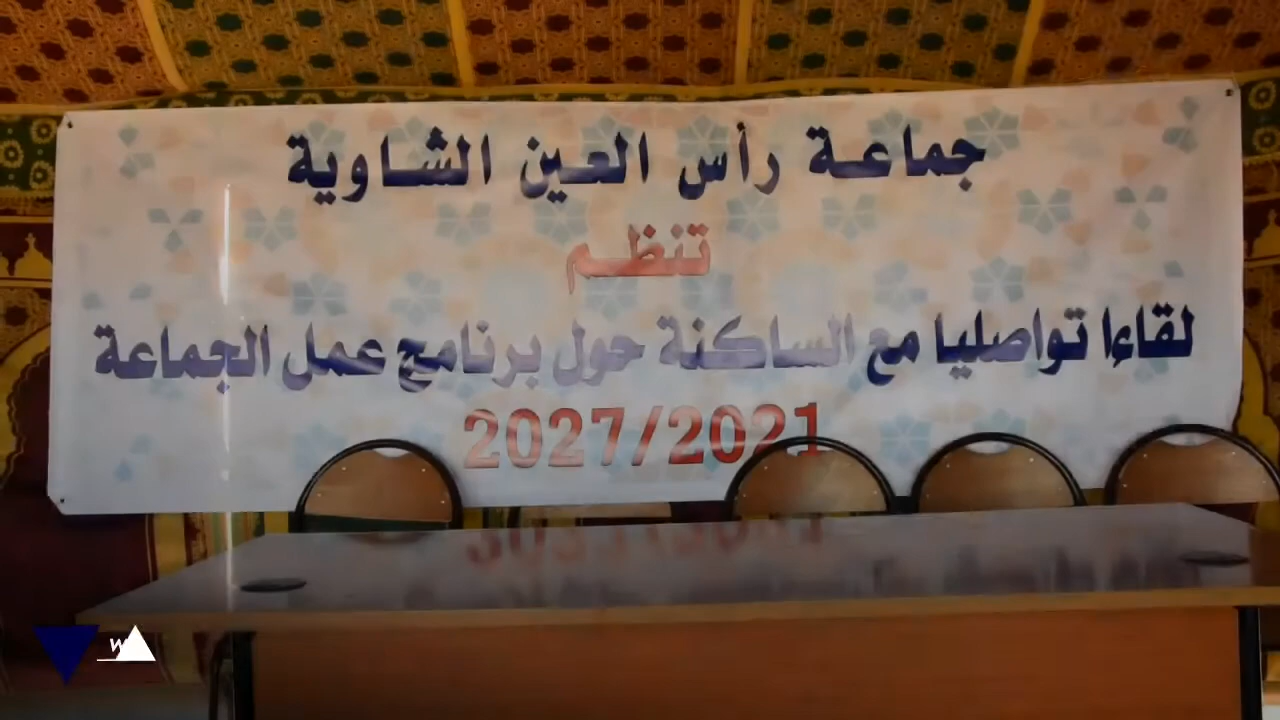 جماعة رأس العين الشاوية
تنظم
لقاءا تواصليا مع الساكنة حول برنامج عمل الجماعة
2027/2021
W